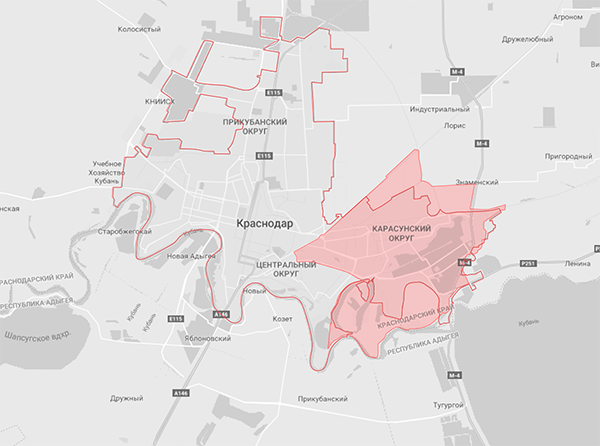 Агроном
Колосистый
Дружелюбный
М-4
Е115
КНИИСХ
Индустриальный
ПРИКУБАНСКИЙ
ОКРУГ
Лорис
М-4
Е115
Пригородный
Учебное
Хозяйство
Кубань
Знаменский
нская
Краснодар
КАРАСУНСКИЙ
ОКРУГ
Старобжегокай
Новая Адыгея
ЦЕНТРАЛЬНЫЙ
ОКРУГ
М-4
Р251
Ленина
КРАСНОДАРСКИЙ КРАЙ
РЕСПУБЛИКА АДЫГЕЯ
Новый
Кубань
Кубань
Е115
А146
Козет
КРАСНОДАРСКИЙ КРАЙ
РЕСПУБЛИКА АДЫГЕЯ
Кубань
Шапсугское вдхр.
Яблоновский
М-4
Дружный
А146
Прикубанский
Тугургой